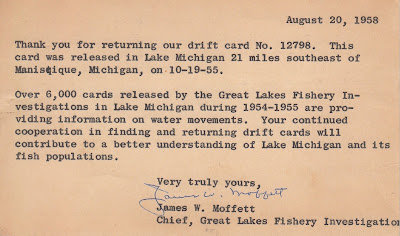 August 20, 1958
Thank you for returning our drift card No. 12798. This
card was released in Lake Michigan 21 miles southeast of
Manistique, Michigan, on 10-19-55.
Over 6,000 cards released by the Great Lakes Fishery In-
vestigations in Lake Michigan during 1954-1955 are pro-
viding information on water movements. Your continued
cooperation in finding and returning drift cards will
contribute to a better understanding of Lake Michigan and its
fish populations.
Very truly yours,
James W. Moffett
James W. Moffett
Chief, Great Lakes Fishery Investigation